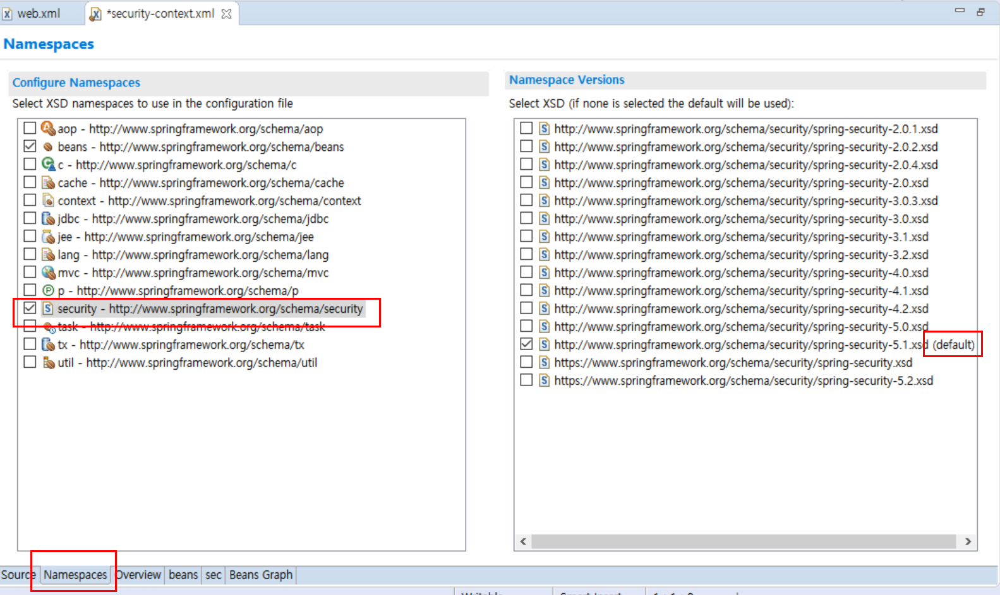 web.xml
*security-context.xml
Namespaces
Configure Namespaces
Select XSD namespaces to use in the configuration file
aop - http://www.springframework.org/schema/aop
beans - http://www.springframework.org/schema/beans
c - http://www.springframework.org/schema/c
cache - http://www.springframework.org/schema/cache
context - http://www.springframework.org/schema/context
jdbc - http://www.springframework.org/schema/jdbc
jee - http://www.springframework.org/schema/jee
lang - http://www.springframework.org/schema/lang
mvc - http://www.springframework.org/schema/mvc
p - http://www.springframework.org/schema/p
security - http://www.springframework.org/schema/security
task - http://www.springframework.org/schema/task
tx - http://www.springframework.org/schema/tx
util - http://www.springframework.org/schema/util
Namespace Versions
Select XSD (if none is selected the default will be used):
http://www.springframework.org/schema/security/spring-security-2.0.1.xsd
http://www.springframework.org/schema/security/spring-security-2.0.2.xsd
http://www.springframework.org/schema/security/spring-security-2.0.4.xsd
http://www.springframework.org/schema/security/spring-security-2.0.xsd
http://www.springframework.org/schema/security/spring-security-3.0.3.xsd
http://www.springframework.org/schema/security/spring-security-3.0.xsd
http://www.springframework.org/schema/security/spring-security-3.1.xsd
http://www.springframework.org/schema/security/spring-security-3.2.xsd
http://www.springframework.org/schema/security/spring-security-4.0.xsd
http://www.springframework.org/schema/security/spring-security-4.1.xsd
http://www.springframework.org/schema/security/spring-security-4.2.xsd
http://www.springframework.org/schema/security/spring-security-5.0.xsd
http://www.springframework.org/schema/security/spring-security-5.1.xsd (default)
https://www.springframework.org/schema/security/spring-security.xsd
https://www.springframework.org/schema/security/spring-security-5.2.xsd
Source
Namespaces
Overview
beans
sec
Beans Graph